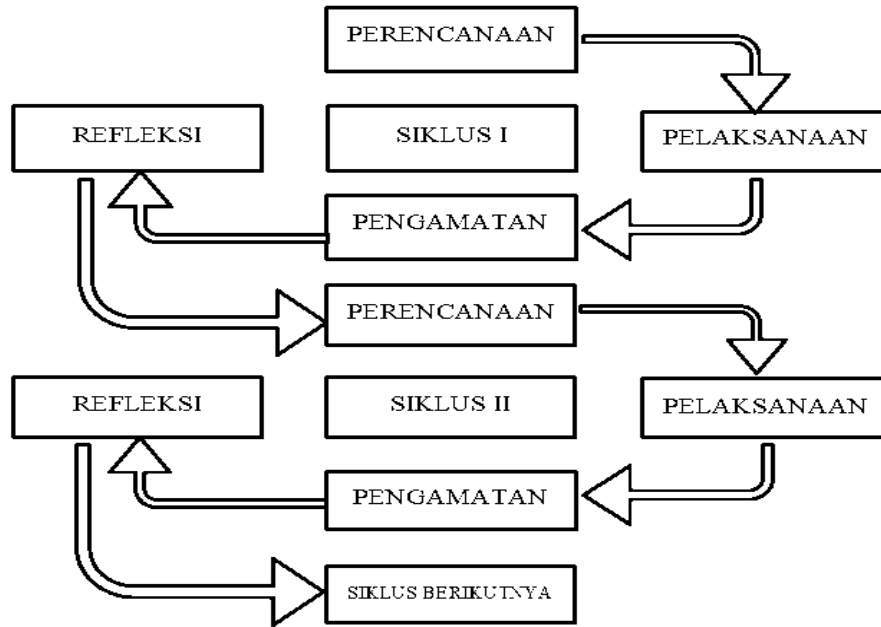 PERENCANAAN
REFLEKSI
SIKLUS I
PELAKSANAAN
PENGAMATAN
PERENCANAAN
REFLEKSI
SIKLUS II
PELAKSANAAN
PENGAMATAN
SIKLUS BERIKUTNYA